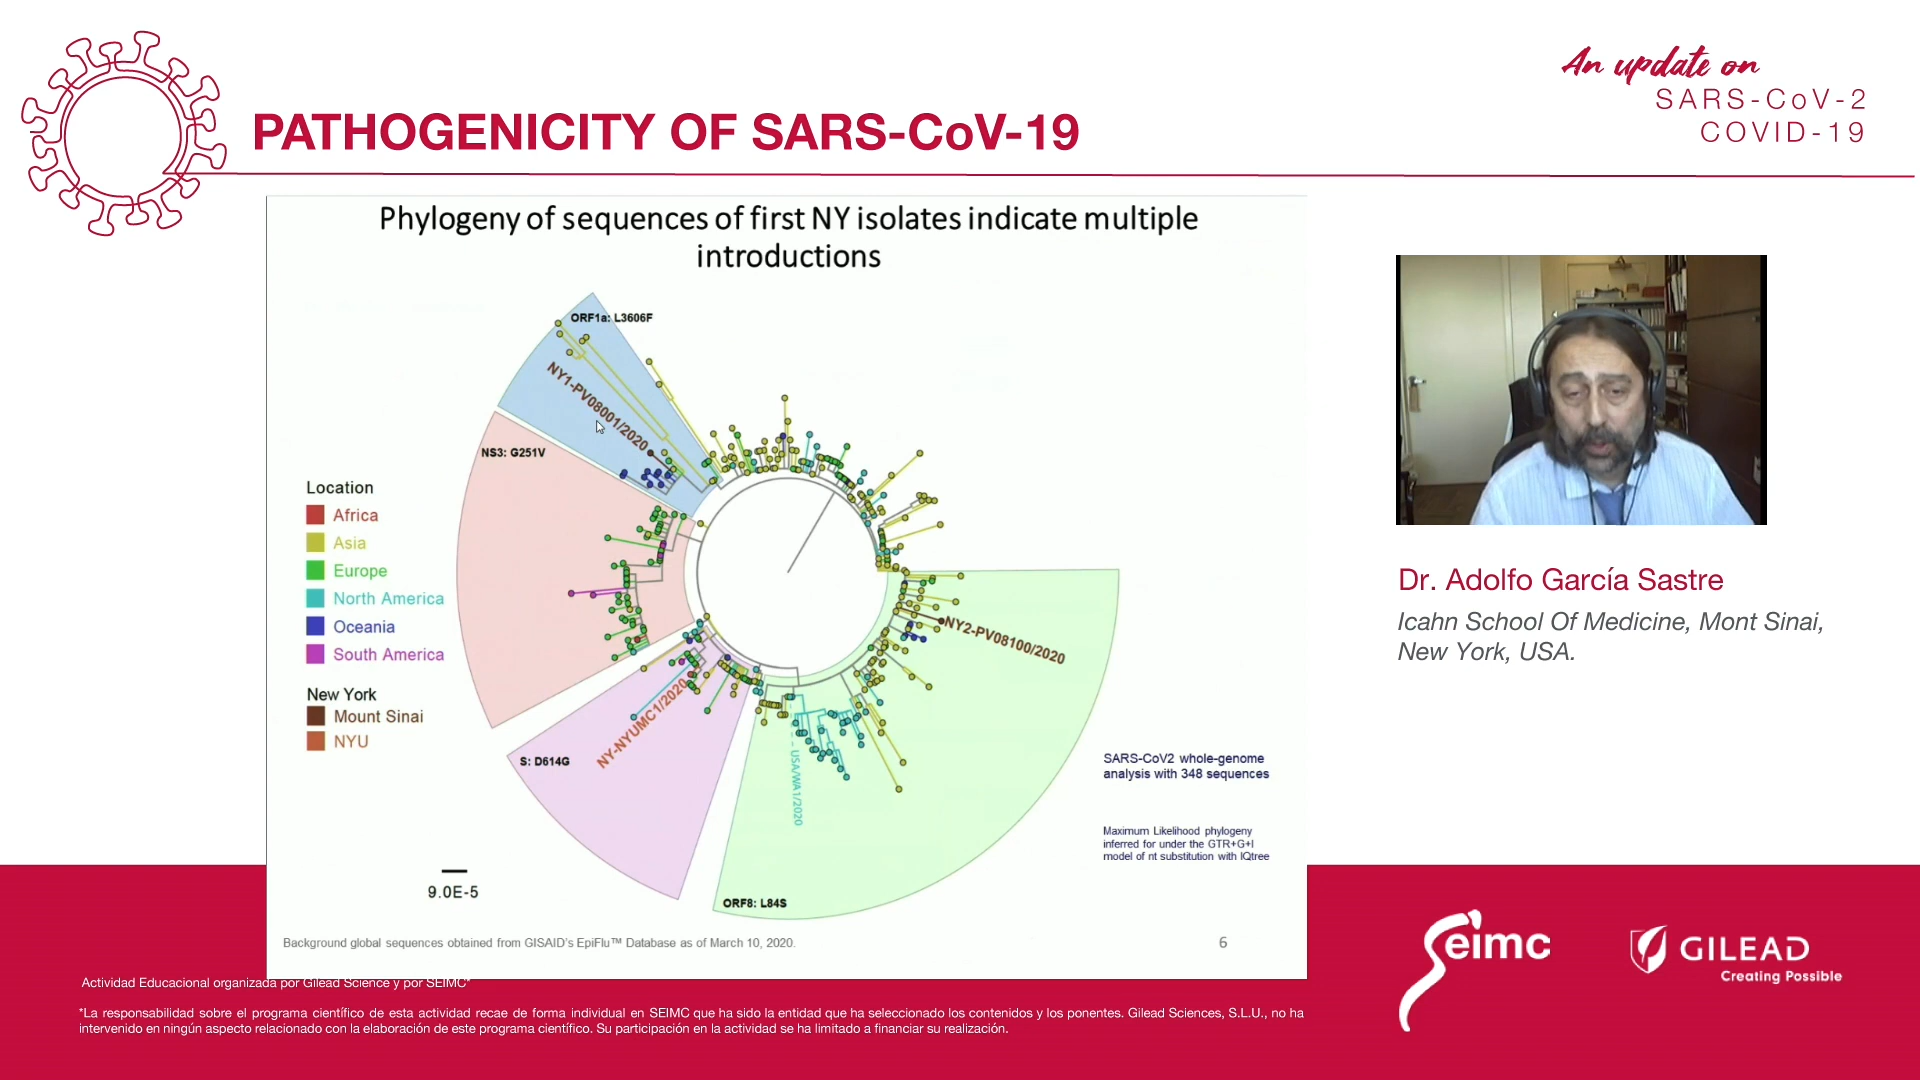 An update on
SARS-CoV-2
COVID-19
PATHOGENICITY OF SARS-CoV-19
Phylogeny of sequences of first NY isolates indicate multiple
introductions
ORF1a: L3606F
NY1-PV08001/2020
NS3: G251V
Location
Africa
Asia
Europe
North America
Oceania
South America
New York
Mount Sinai
NYU
NY2-PV08100/2020
NY-NYUMC1/2020
S: D614G
USA/WA1/2020
SARS-CoV2 whole-genome
analysis with 348 sequences
Maximum Likelihood phylogeny
inferred for under the GTR+G+I
model of nt substitution with IQtree
9.0E-5
ORF8: L84S
Background global sequences obtained from GISAID's EpiFlu™ Database as of March 10, 2020.
6
Dr. Adolfo García Sastre
Icahn School Of Medicine, Mont Sinai,
New York, USA.
Seimc
GILEAD
Creating Possible
Actividad Educacional organizada por Gilead Science y por SEIMC*
*La responsabilidad sobre el programa científico de esta actividad recae de forma individual en SEIMC que ha sido la entidad que ha seleccionado los contenidos y los ponentes. Gilead Sciences, S.L.U., no ha
intervenido en ningún aspecto relacionado con la elaboración de este programa científico. Su participación en la actividad se ha limitado a financiar su realización.